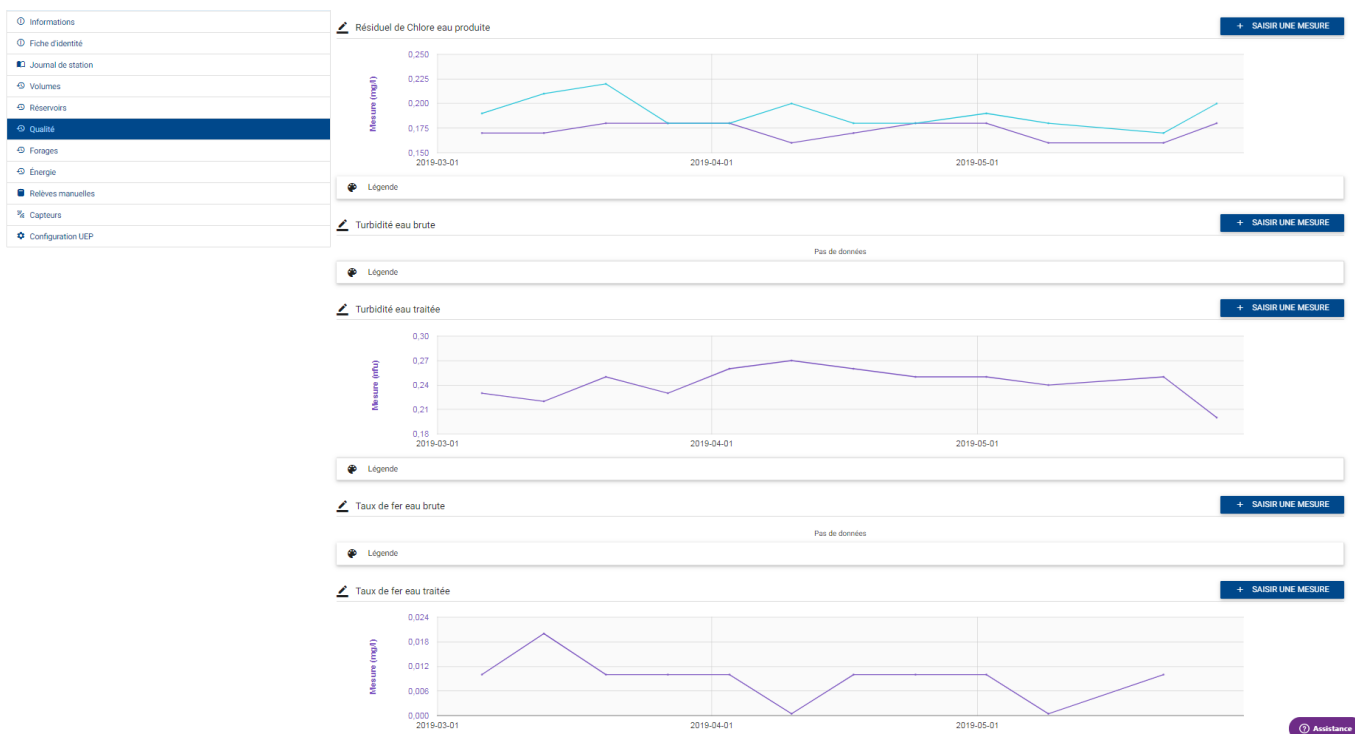 Informations
Fiche d'identité
Journal de station
Volumes
Réservoirs
Qualité
Forages
Énergie
Relèves manuelles
Capteurs
Configuration UEP
Résiduel de Chlore eau produite
+ SAISIR UNE MESURE
0,250
0,225
0,200
0,175
0,150
Mesure (mg/l)
2019-03-01 2019-04-01 2019-05-01
Légende
Turbidité eau brute
+ SAISIR UNE MESURE
Pas de données
Légende
Turbidité eau traitée
+ SAISIR UNE MESURE
0,30
0,27
0,24
0,21
0,18
Mesure (nfu)
2019-03-01 2019-04-01 2019-05-01
Légende
Taux de fer eau brute
+ SAISIR UNE MESURE
Pas de données
Légende
Taux de fer eau traitée
+ SAISIR UNE MESURE
0,024
0,018
0,012
0,006
0,000
Mesure (mg/l)
2019-03-01 2019-04-01 2019-05-01
Assistance